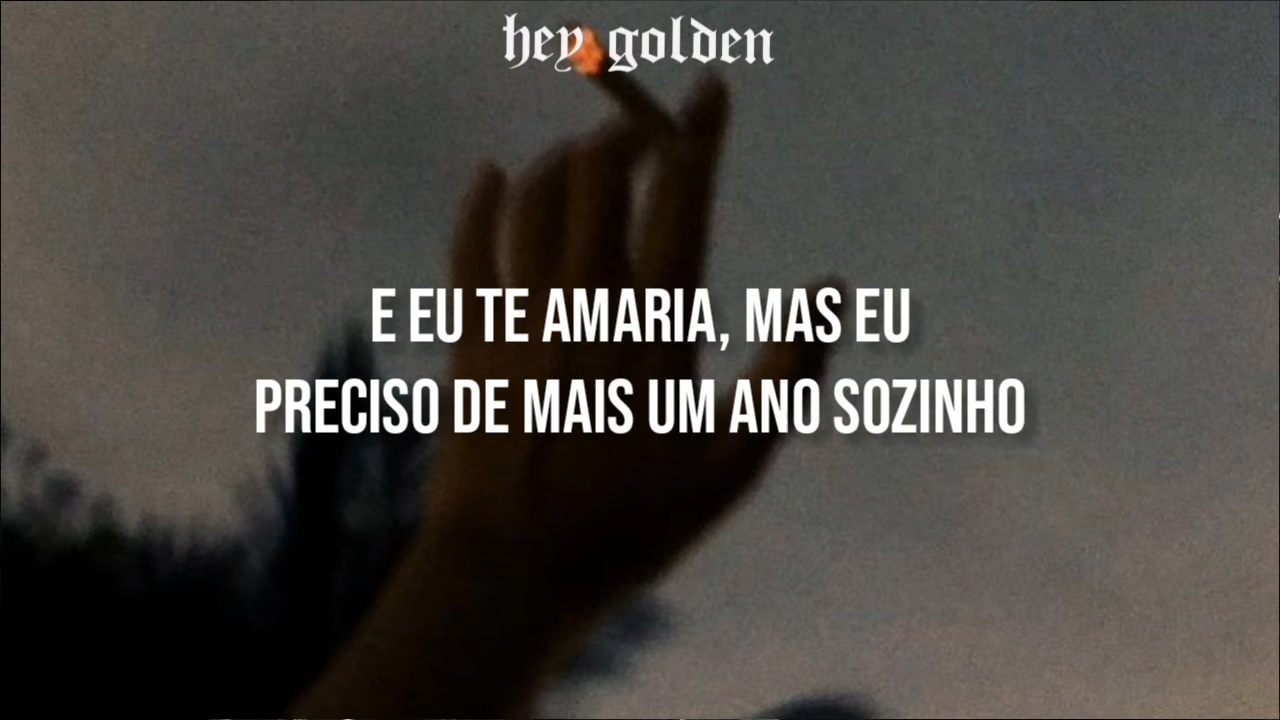 hey golden
E EU TE AMARIA, MAS EU
PRECISO DE MAIS UM ANO SOZINHO